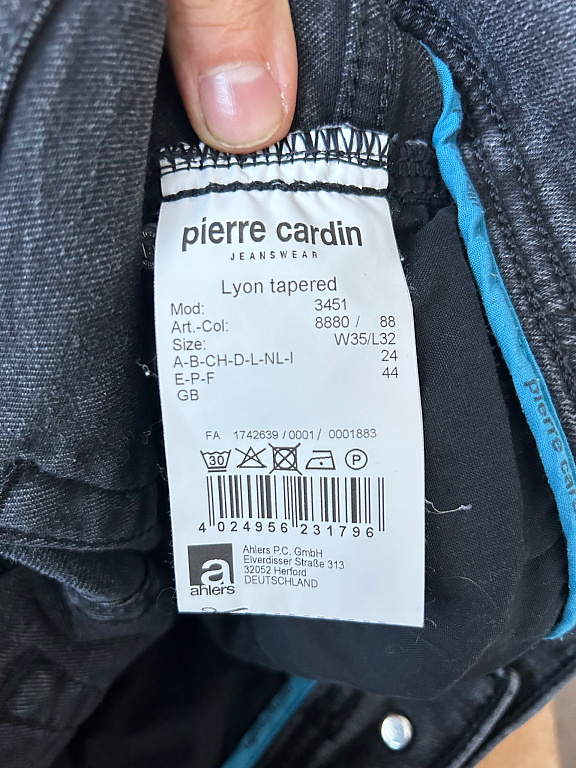 pierre cardin
JEANSWEAR
Lyon tapered
Mod: 3451
Art.-Col: 8880 / 88
Size: W35/L32
A-B-CH-D-L-NL-I 24
E-P-F 44
GB
FA 1742639 /0001/ 0001883
30 P
4 024956 231796
a
ahlers
Ahlers P.C. GmbH
Elverdisser Straße 313
32052 Herford
DEUTSCHLAND
pierre car